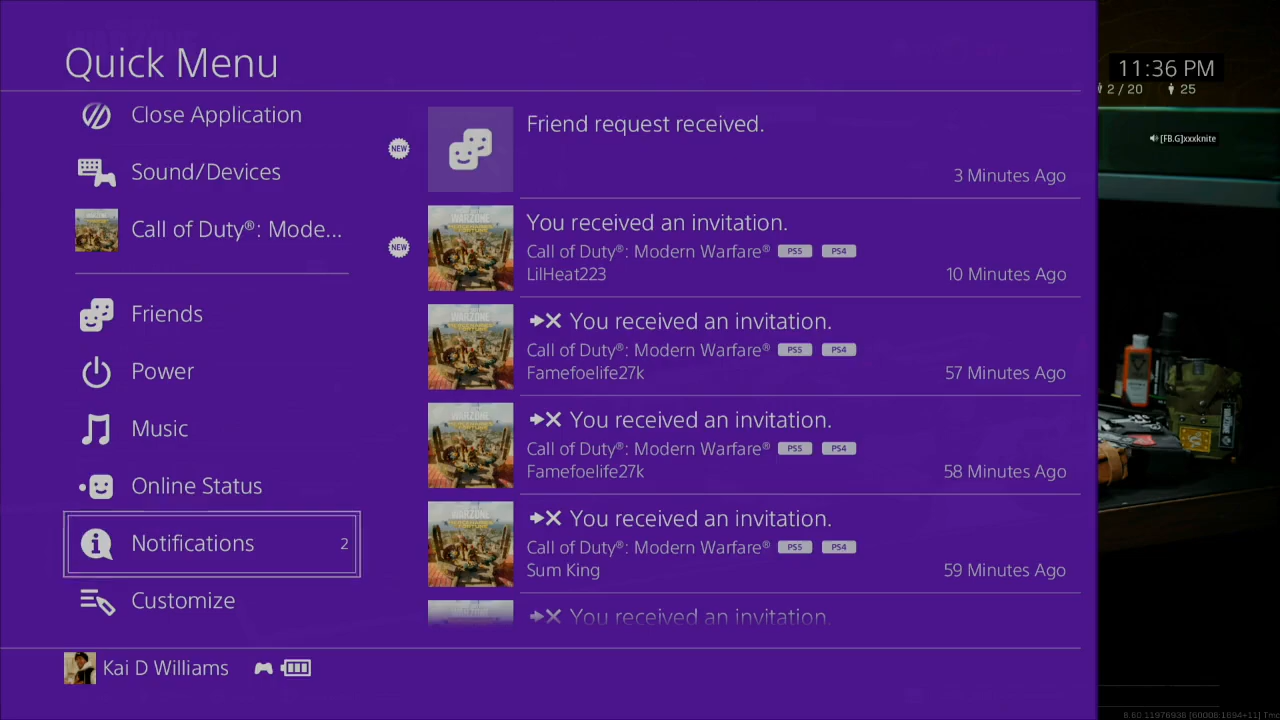 Quick Menu
11:36 PM
2 / 20
25
[FB.G]xxxknite
Close Application
Sound/Devices
Call of Duty®: Mode...
Friends
Power
Music
Online Status
Notifications 2
Customize
NEW
Friend request received.
3 Minutes Ago
NEW
WARZONE
You received an invitation.
Call of Duty®: Modern Warfare® PS5 PS4
LilHeat223 10 Minutes Ago
WARZONE
You received an invitation.
Call of Duty®: Modern Warfare® PS5 PS4
Famefoelife27k 57 Minutes Ago
WARZONE
You received an invitation.
Call of Duty®: Modern Warfare® PS5 PS4
Famefoelife27k 58 Minutes Ago
WARZONE
You received an invitation.
Call of Duty®: Modern Warfare® PS5 PS4
Sum King 59 Minutes Ago
You received an invitation.
Kai D Williams